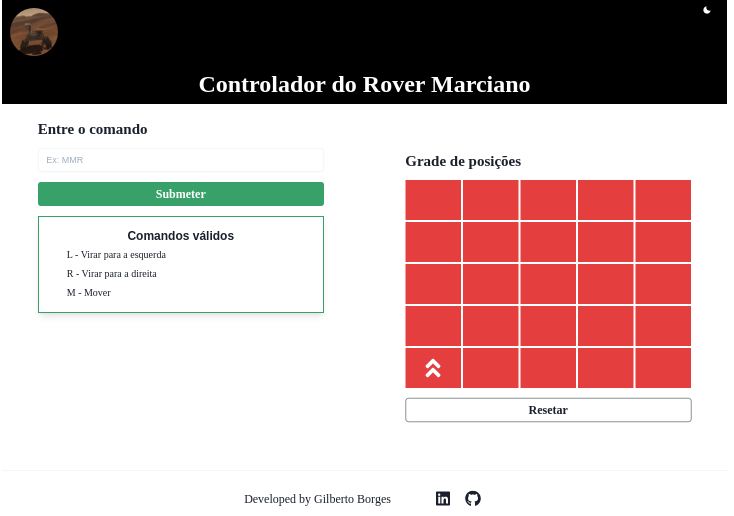 Controlador do Rover Marciano
Entre o comando
Ex: MMR
Submeter
Comandos válidos
L - Virar para a esquerda
R - Virar para a direita
M - Mover
Grade de posições
Resetar
Developed by Gilberto Borges